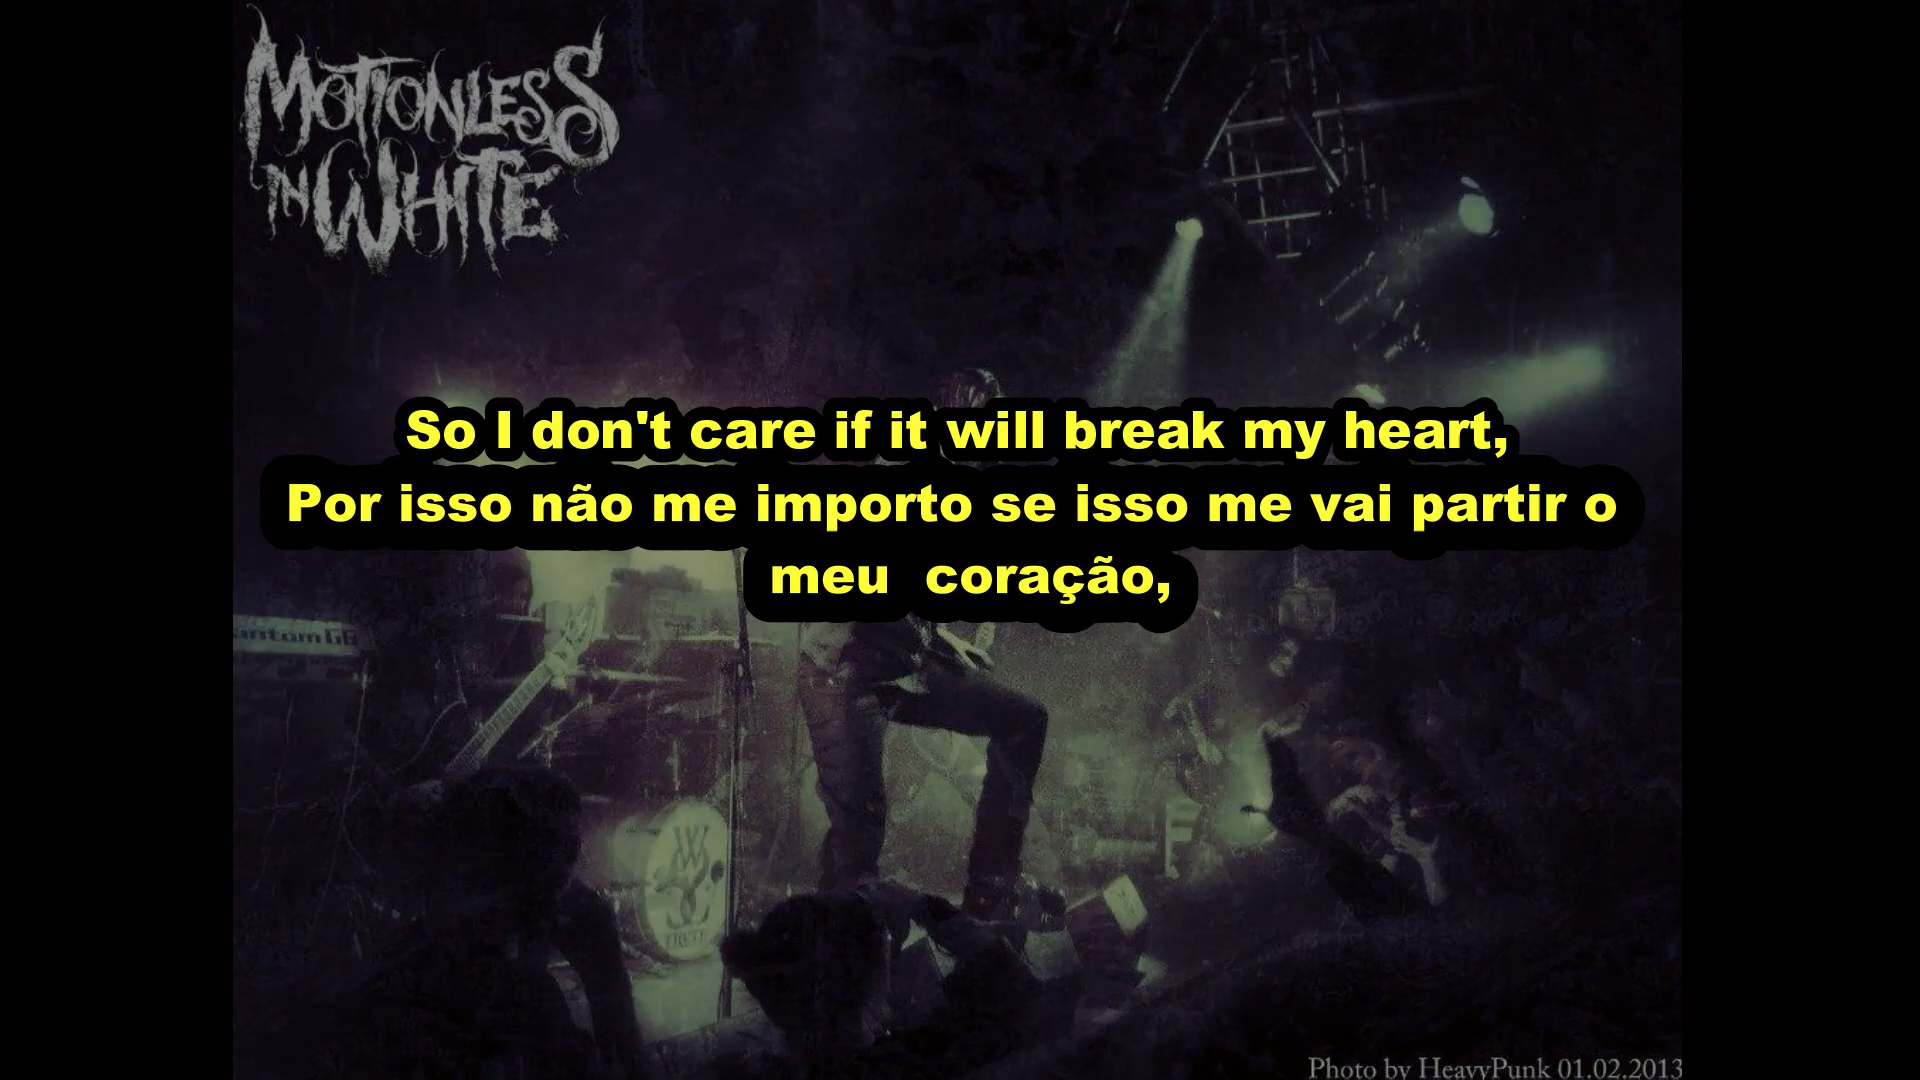 MOTIONLESS
IN WHITE
So I don't care if it will break my heart,
Por isso não me importo se isso me vai partir o
meu  coração,
Photo by HeavyPunk 01.02.2013